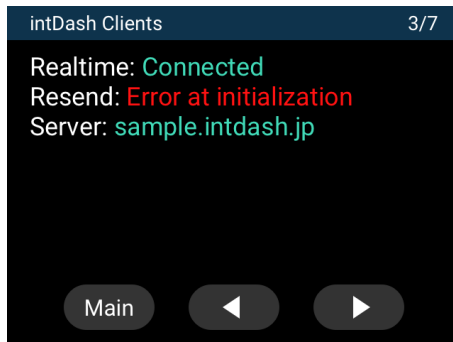 intDash Clients 3/7
Realtime: Connected
Resend: Error at initialization
Server: sample.intdash.jp
Main